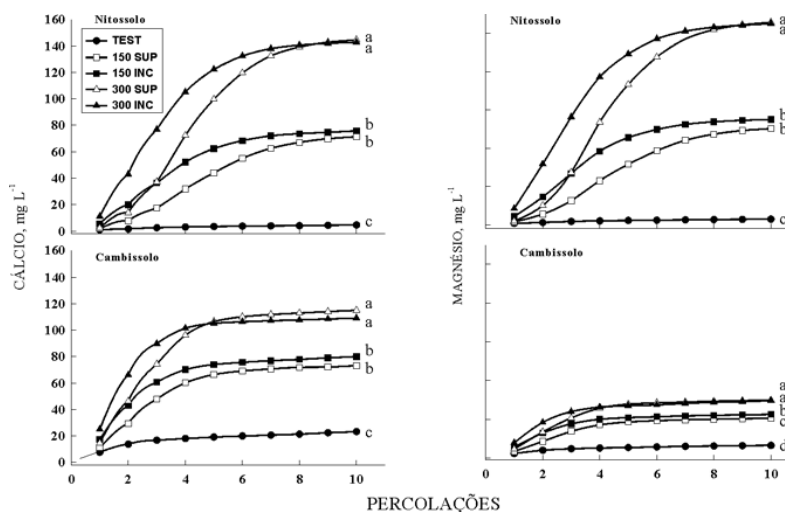 Nitossolo
160
140
120
100
80
60
40
20
0
TEST
150 SUP
150 INC
300 SUP
300 INC
a
a
b
b
c
Cambissolo
160
140
120
100
80
60
40
20
0
a
a
b
b
c
0 2 4 6 8 10
CÁLCIO, mg L-1
Nitossolo
a
a
b
b
c
Cambissolo
a
a
b
c
d
0 2 4 6 8 10
MAGNÉSIO, mg L-1
PERCOLAÇÕES